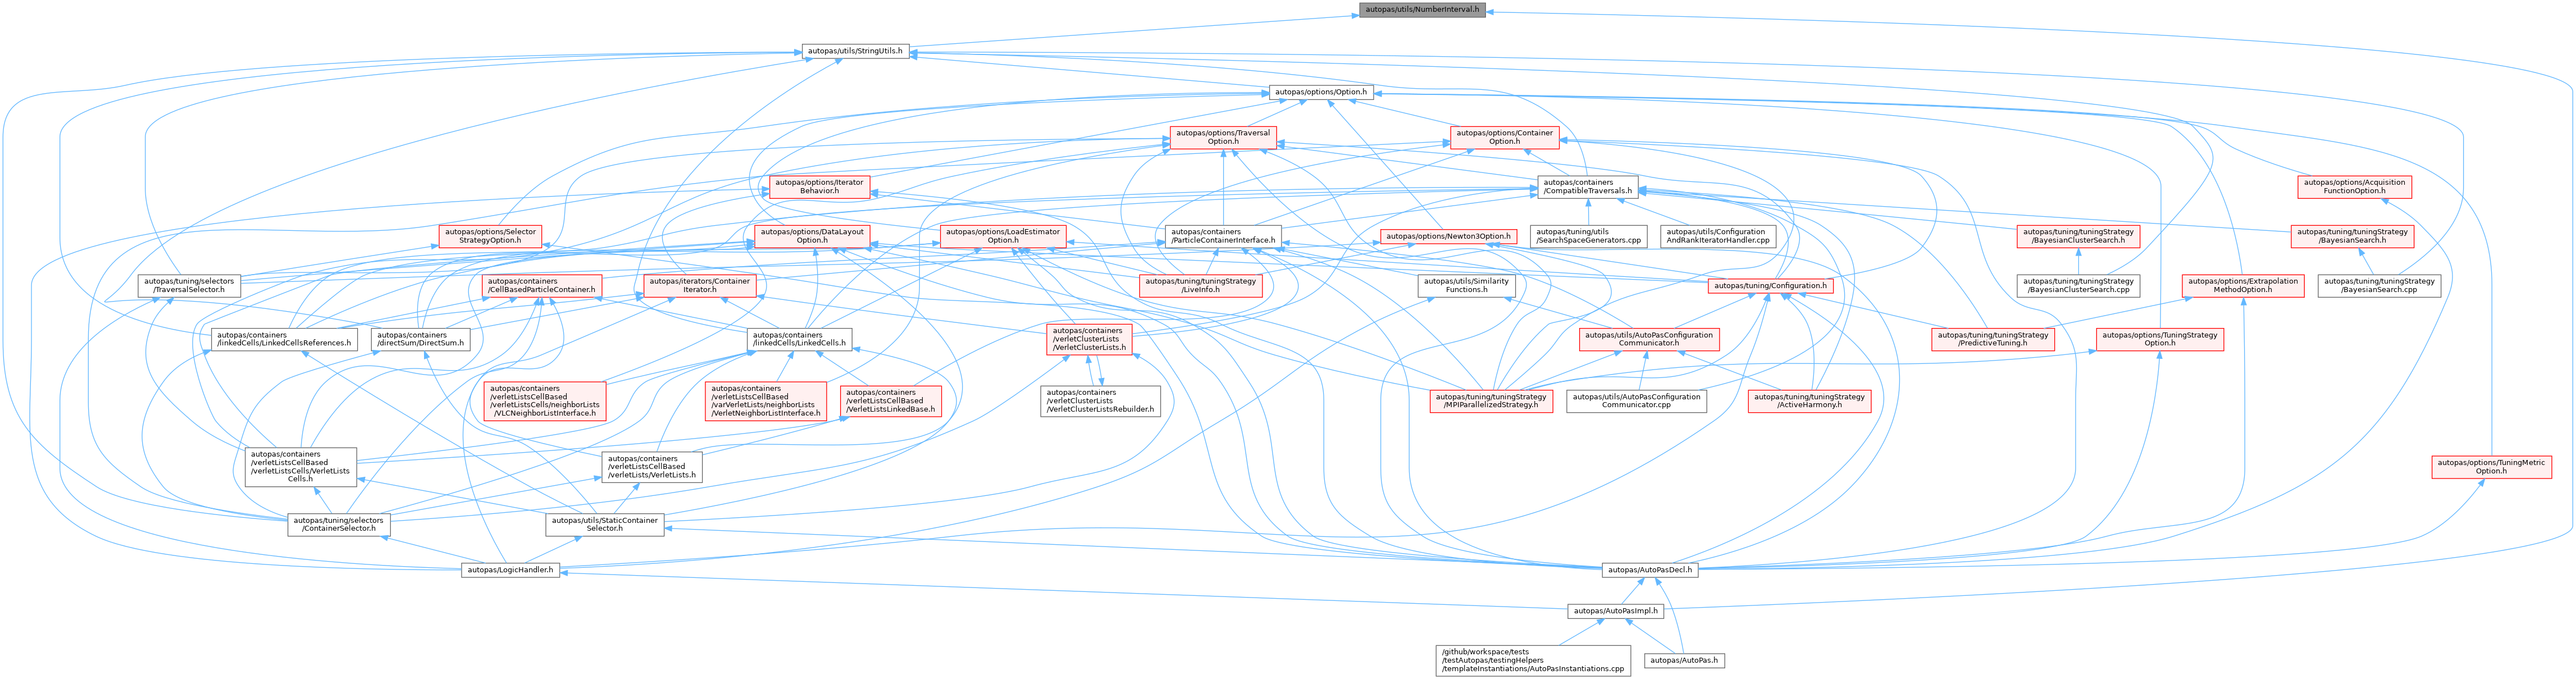 autopas/utils/NumberInterval.h
autopas/utils/StringUtils.h
autopas/options/Option.h
autopas/options/Traversal
Option.h
autopas/options/Container
Option.h
autopas/options/Iterator
Behavior.h
autopas/containers
/CompatibleTraversals.h
autopas/options/Acquisition
FunctionOption.h
autopas/options/Selector
StrategyOption.h
autopas/options/DataLayout
Option.h
autopas/options/LoadEstimator
Option.h
autopas/containers
/ParticleContainerInterface.h
autopas/options/Newton3Option.h
autopas/tuning/utils
/SearchSpaceGenerators.cpp
autopas/utils/Configuration
AndRankIteratorHandler.cpp
autopas/tuning/tuningStrategy
/BayesianClusterSearch.h
autopas/tuning/tuningStrategy
/BayesianSearch.h
autopas/tuning/selectors
/TraversalSelector.h
autopas/containers
/CellBasedParticleContainer.h
autopas/iterators/Container
Iterator.h
autopas/tuning/tuningStrategy
/LiveInfo.h
autopas/utils/Similarity
Functions.h
autopas/tuning/Configuration.h
autopas/tuning/tuningStrategy
/BayesianClusterSearch.cpp
autopas/options/Extrapolation
MethodOption.h
autopas/tuning/tuningStrategy
/BayesianSearch.cpp
autopas/containers
/linkedCells/LinkedCellsReferences.h
autopas/containers
/directSum/DirectSum.h
autopas/containers
/linkedCells/LinkedCells.h
autopas/containers
/verletClusterLists
/VerletClusterLists.h
autopas/utils/AutoPasConfiguration
Communicator.h
autopas/tuning/tuningStrategy
/PredictiveTuning.h
autopas/options/TuningStrategy
Option.h
autopas/containers
/verletListsCellBased
/verletListsCells/neighborLists
/VLCNeighborListInterface.h
autopas/containers
/verletListsCellBased
/varVerletLists/neighborLists
/VerletNeighborListInterface.h
autopas/containers
/verletListsCellBased
/VerletListsLinkedBase.h
autopas/containers
/verletClusterLists
/VerletClusterListsRebuilder.h
autopas/tuning/tuningStrategy
/MPIParallelizedStrategy.h
autopas/utils/AutoPasConfiguration
Communicator.cpp
autopas/tuning/tuningStrategy
/ActiveHarmony.h
autopas/containers
/verletListsCellBased
/verletListsCells/VerletLists
Cells.h
autopas/containers
/verletListsCellBased
/verletLists/VerletLists.h
autopas/options/TuningMetric
Option.h
autopas/tuning/selectors
/ContainerSelector.h
autopas/utils/StaticContainer
Selector.h
autopas/LogicHandler.h
autopas/AutoPasDecl.h
autopas/AutoPasImpl.h
/github/workspace/tests
/testAutopas/testingHelpers
/templateInstantiations/AutoPasInstantiations.cpp
autopas/AutoPas.h